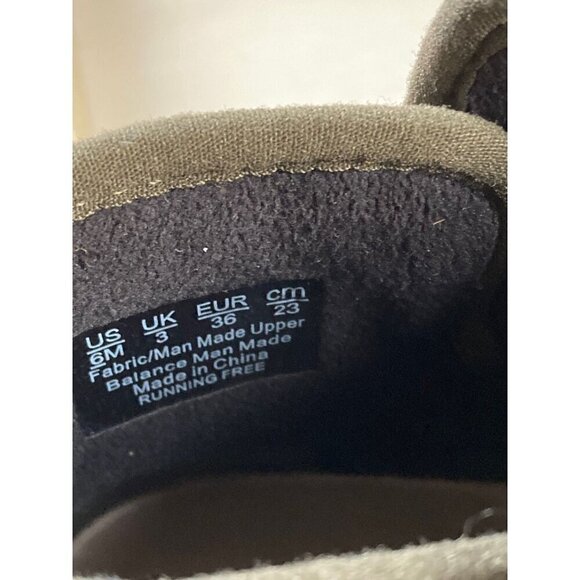 US UK EUR cm
6M 3 36 23
Fabric/Man Made Upper
Balance Man Made
Made in China
RUNNING FREE